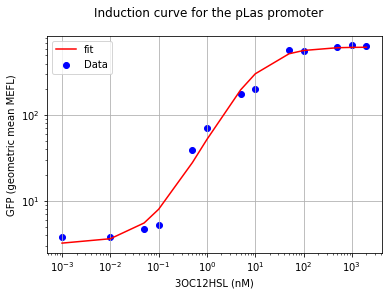 Induction curve for the pLas promoter
fit
Data
GFP (geometric mean MEFL)
10²
10¹
10⁻³ 10⁻² 10⁻¹ 10⁰ 10¹ 10² 10³
3OC12HSL (nM)